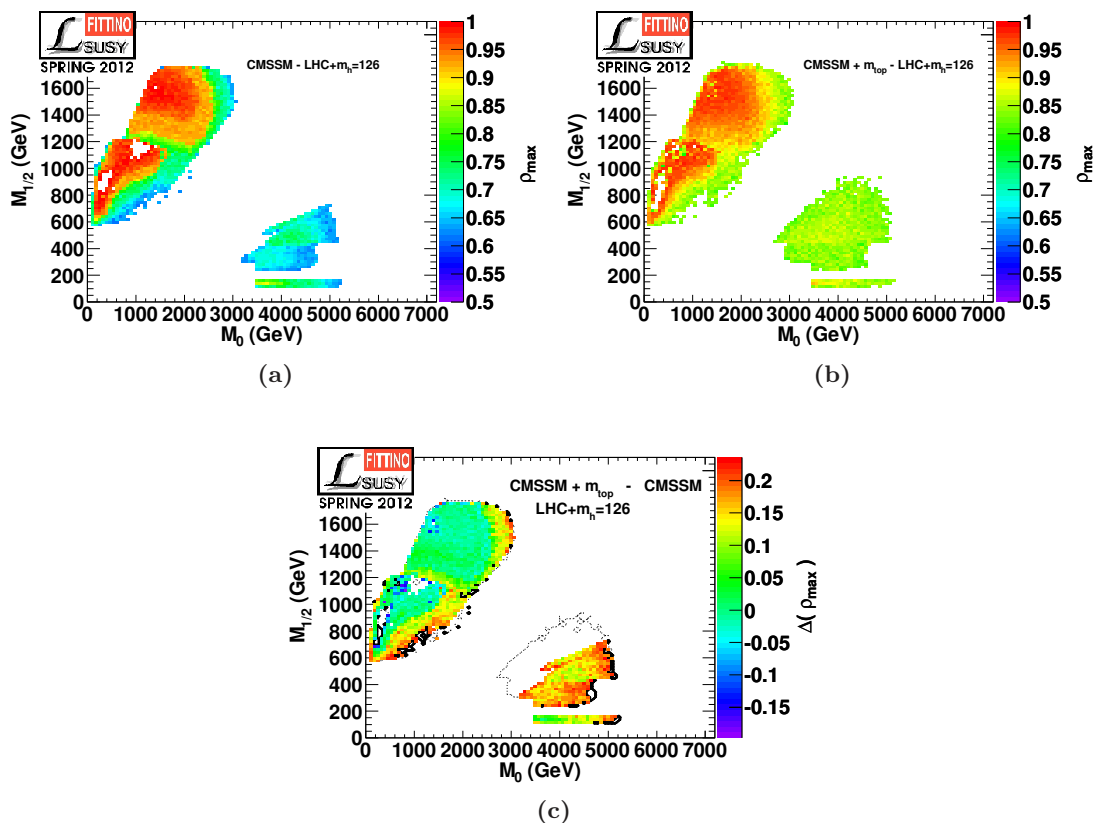 FITTINO
SUSY
SPRING 2012
CMSSM - LHC+m_h=126
M_1/2 (GeV)
1600
1400
1200
1000
800
600
400
200
0
0 1000 2000 3000 4000 5000 6000 7000
M_0 (GeV)
1
0.95
0.9
0.85
0.8
0.75
0.7
0.65
0.6
0.55
0.5
ρ_max
(a)
FITTINO
SUSY
SPRING 2012
CMSSM + m_top - LHC+m_h=126
M_1/2 (GeV)
1600
1400
1200
1000
800
600
400
200
0
0 1000 2000 3000 4000 5000 6000 7000
M_0 (GeV)
1
0.95
0.9
0.85
0.8
0.75
0.7
0.65
0.6
0.55
0.5
ρ_max
(b)
FITTINO
SUSY
SPRING 2012
CMSSM + m_top - CMSSM
LHC+m_h=126
M_1/2 (GeV)
1600
1400
1200
1000
800
600
400
200
0
0 1000 2000 3000 4000 5000 6000 7000
M_0 (GeV)
0.2
0.15
0.1
0.05
0
-0.05
-0.1
-0.15
Δ( ρ_max )
(c)